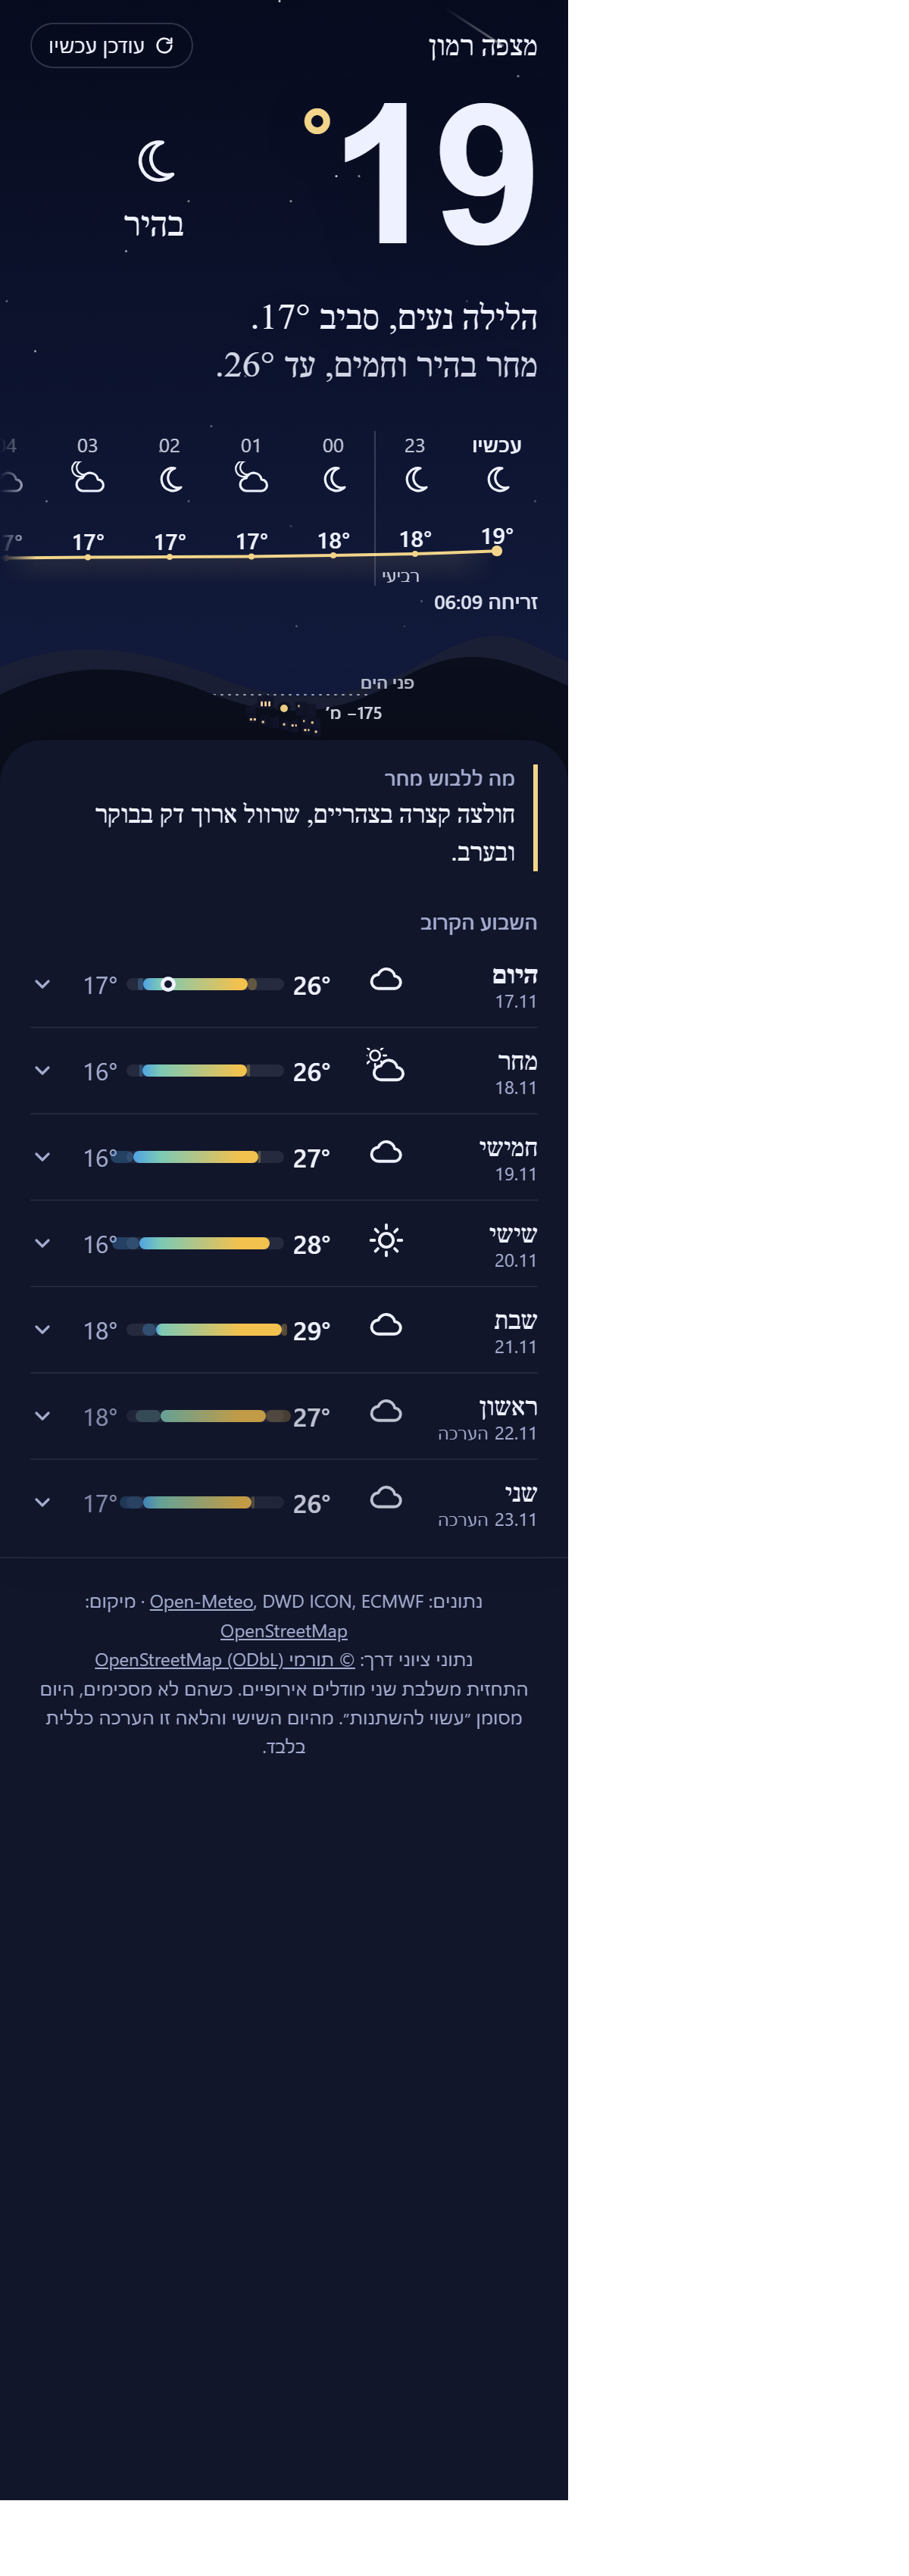 מצפה רמון
עודכן עכשיו
19°
בהיר
הלילה נעים, סביב 17°.
מחר בהיר וחמים, עד 26°.
עכשיו 23 00 01 02 03 04
19° 18° 18° 17° 17° 17° 7°
רביעי
זריחה 06:09
פני הים
−175 מ׳
מה ללבוש מחר
חולצה קצרה בצהריים, שרוול ארוך דק בבוקר
ובערב.
השבוע הקרוב
היום 26° 17°
17.11
מחר 26° 16°
18.11
חמישי 27° 16°
19.11
שישי 28° 16°
20.11
שבת 29° 18°
21.11
ראשון 27° 18°
22.11 הערכה
שני 26° 17°
23.11 הערכה
נתונים: Open-Meteo, DWD ICON, ECMWF · מיקום:
OpenStreetMap
נתוני ציוני דרך: © תורמי OpenStreetMap (ODbL)
התחזית משלבת שני מודלים אירופיים. כשהם לא מסכימים, היום
מסומן ״עשוי להשתנות״. מהיום השישי והלאה זו הערכה כללית
בלבד.